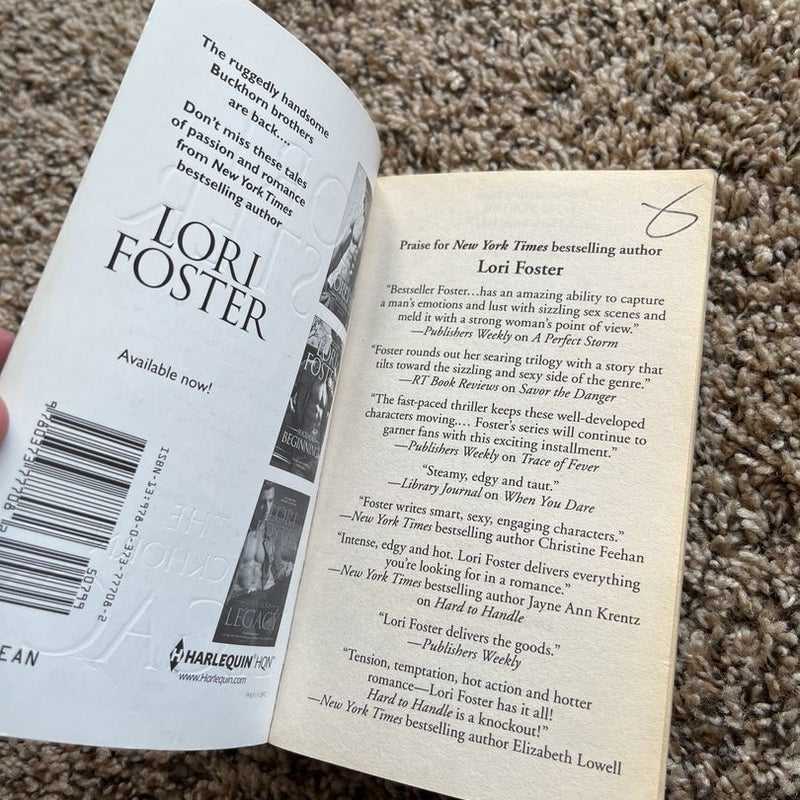 The ruggedly handsome
Buckhorn brothers
are back....
Don't miss these tales
of passion and romance
from New York Times
bestselling author
LORI
FOSTER
Available now!
ISBN-13: 978-0-373-77708-2
50799
EAN
LORI
FOSTER
BEGINNING
LORI
LEGACY
HARLEQUIN HQN
www.Harlequin.com
6
Praise for New York Times bestselling author
Lori Foster
“Bestseller Foster…has an amazing ability to capture
a man's emotions and lust with sizzling sex scenes and
meld it with a strong woman's point of view.”
—Publishers Weekly on A Perfect Storm
“Foster rounds out her searing trilogy with a story that
tilts toward the sizzling and sexy side of the genre.”
—RT Book Reviews on Savor the Danger
“The fast-paced thriller keeps these well-developed
characters moving.… Foster's series will continue to
garner fans with this exciting installment.”
—Publishers Weekly on Trace of Fever
“Steamy, edgy and taut.”
—Library Journal on When You Dare
“Foster writes smart, sexy, engaging characters.”
—New York Times bestselling author Christine Feehan
“Intense, edgy and hot. Lori Foster delivers everything
you're looking for in a romance.”
—New York Times bestselling author Jayne Ann Krentz
on Hard to Handle
“Lori Foster delivers the goods.”
—Publishers Weekly
“Tension, temptation, hot action and hotter
romance—Lori Foster has it all!
Hard to Handle is a knockout!”
—New York Times bestselling author Elizabeth Lowell